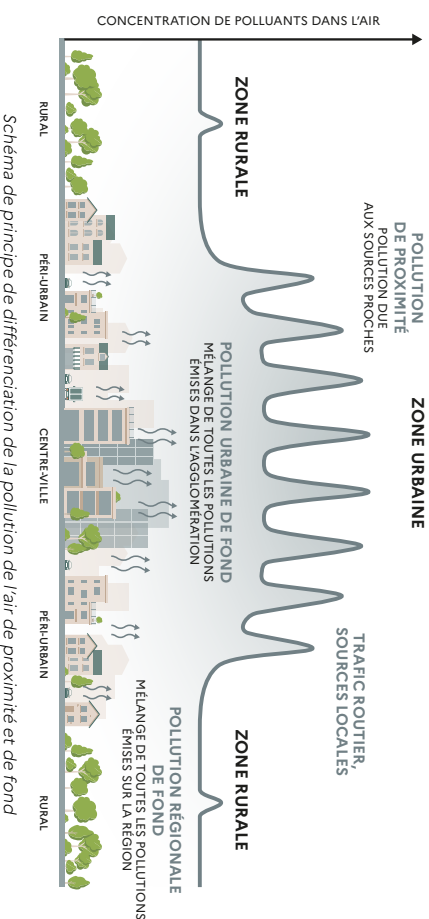 CONCENTRATION DE POLLUANTS DANS L'AIR
ZONE URBAINE
POLLUTION
DE PROXIMITÉ
POLLUTION DUE
AUX SOURCES PROCHES
TRAFIC ROUTIER,
SOURCES LOCALES
ZONE RURALE
ZONE RURALE
POLLUTION URBAINE DE FOND
MÉLANGE DE TOUTES LES POLLUTIONS
ÉMISES DANS L'AGGLOMÉRATION
POLLUTION RÉGIONALE
DE FOND
MÉLANGE DE TOUTES LES POLLUTIONS
ÉMISES SUR LA RÉGION
RURAL
PÉRI-URBAIN
CENTRE-VILLE
PÉRI-URBAIN
RURAL
Schéma de principe de différenciation de la pollution de l'air de proximité et de fond